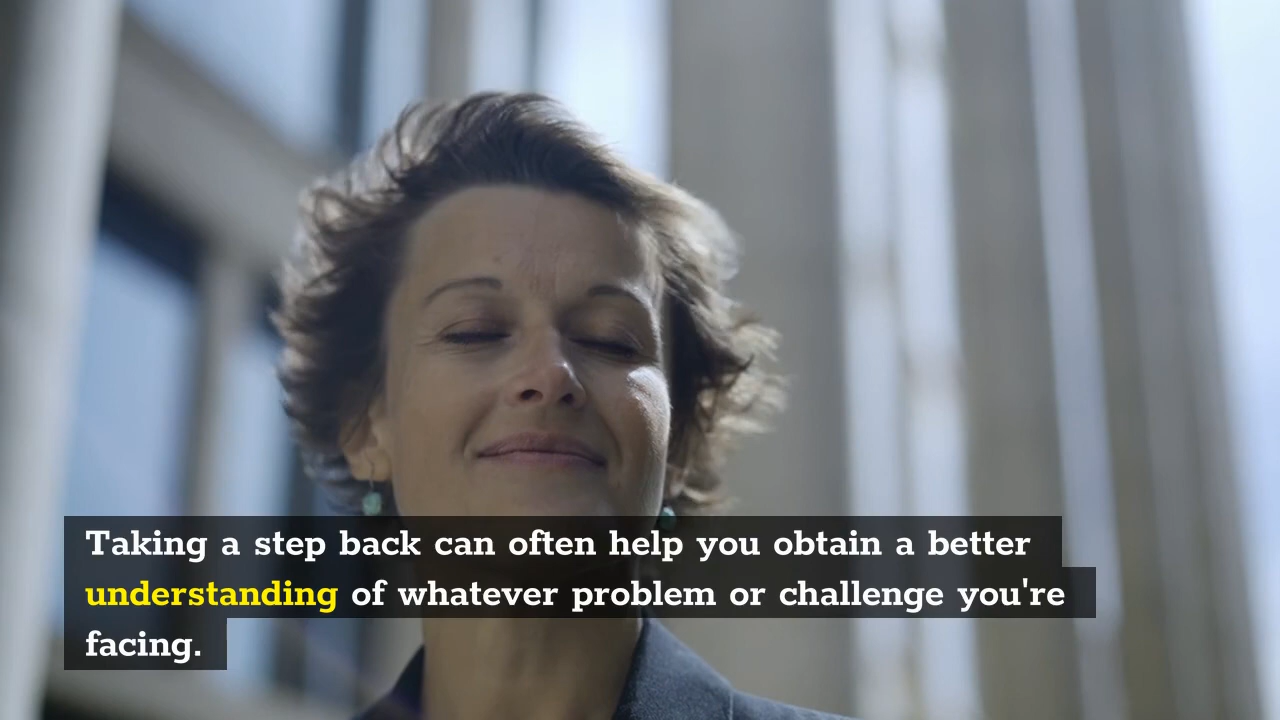 Taking a step back can often help you obtain a better
understanding of whatever problem or challenge you're
facing.